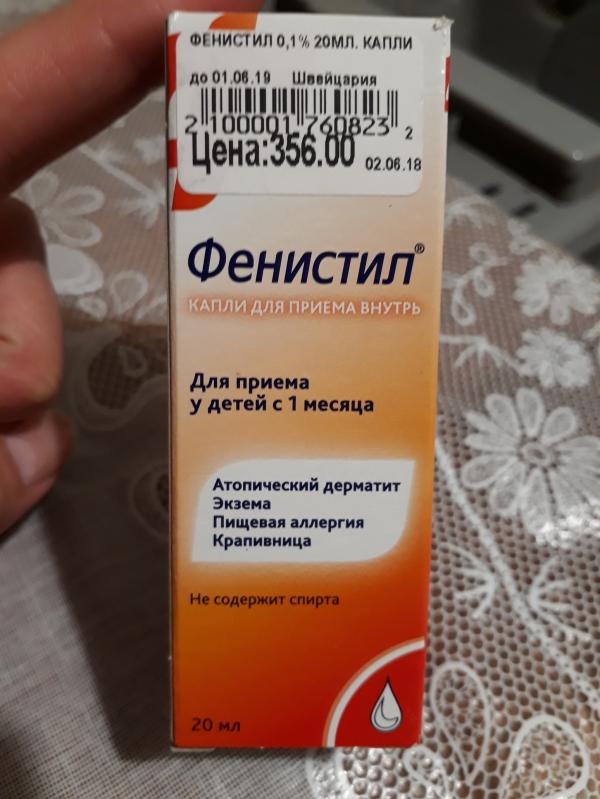 ФЕНИСТИЛ 0,1% 20МЛ. КАПЛИ
до 01.06.19 Швейцария
2 100001 760823 2
Цена:356.00 02.06.18
Фенистил®
КАПЛИ ДЛЯ ПРИЕМА ВНУТРЬ
Для приема
у детей с 1 месяца
Атопический дерматит
Экзема
Пищевая аллергия
Крапивница
Не содержит спирта
20 мл